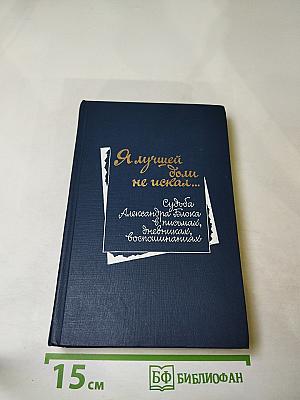 Я лучшей
доли
не искал...
Судьба
Александра Блока
в письмах,
дневниках,
воспоминаниях
15 см
БФ БИБЛИОФАН